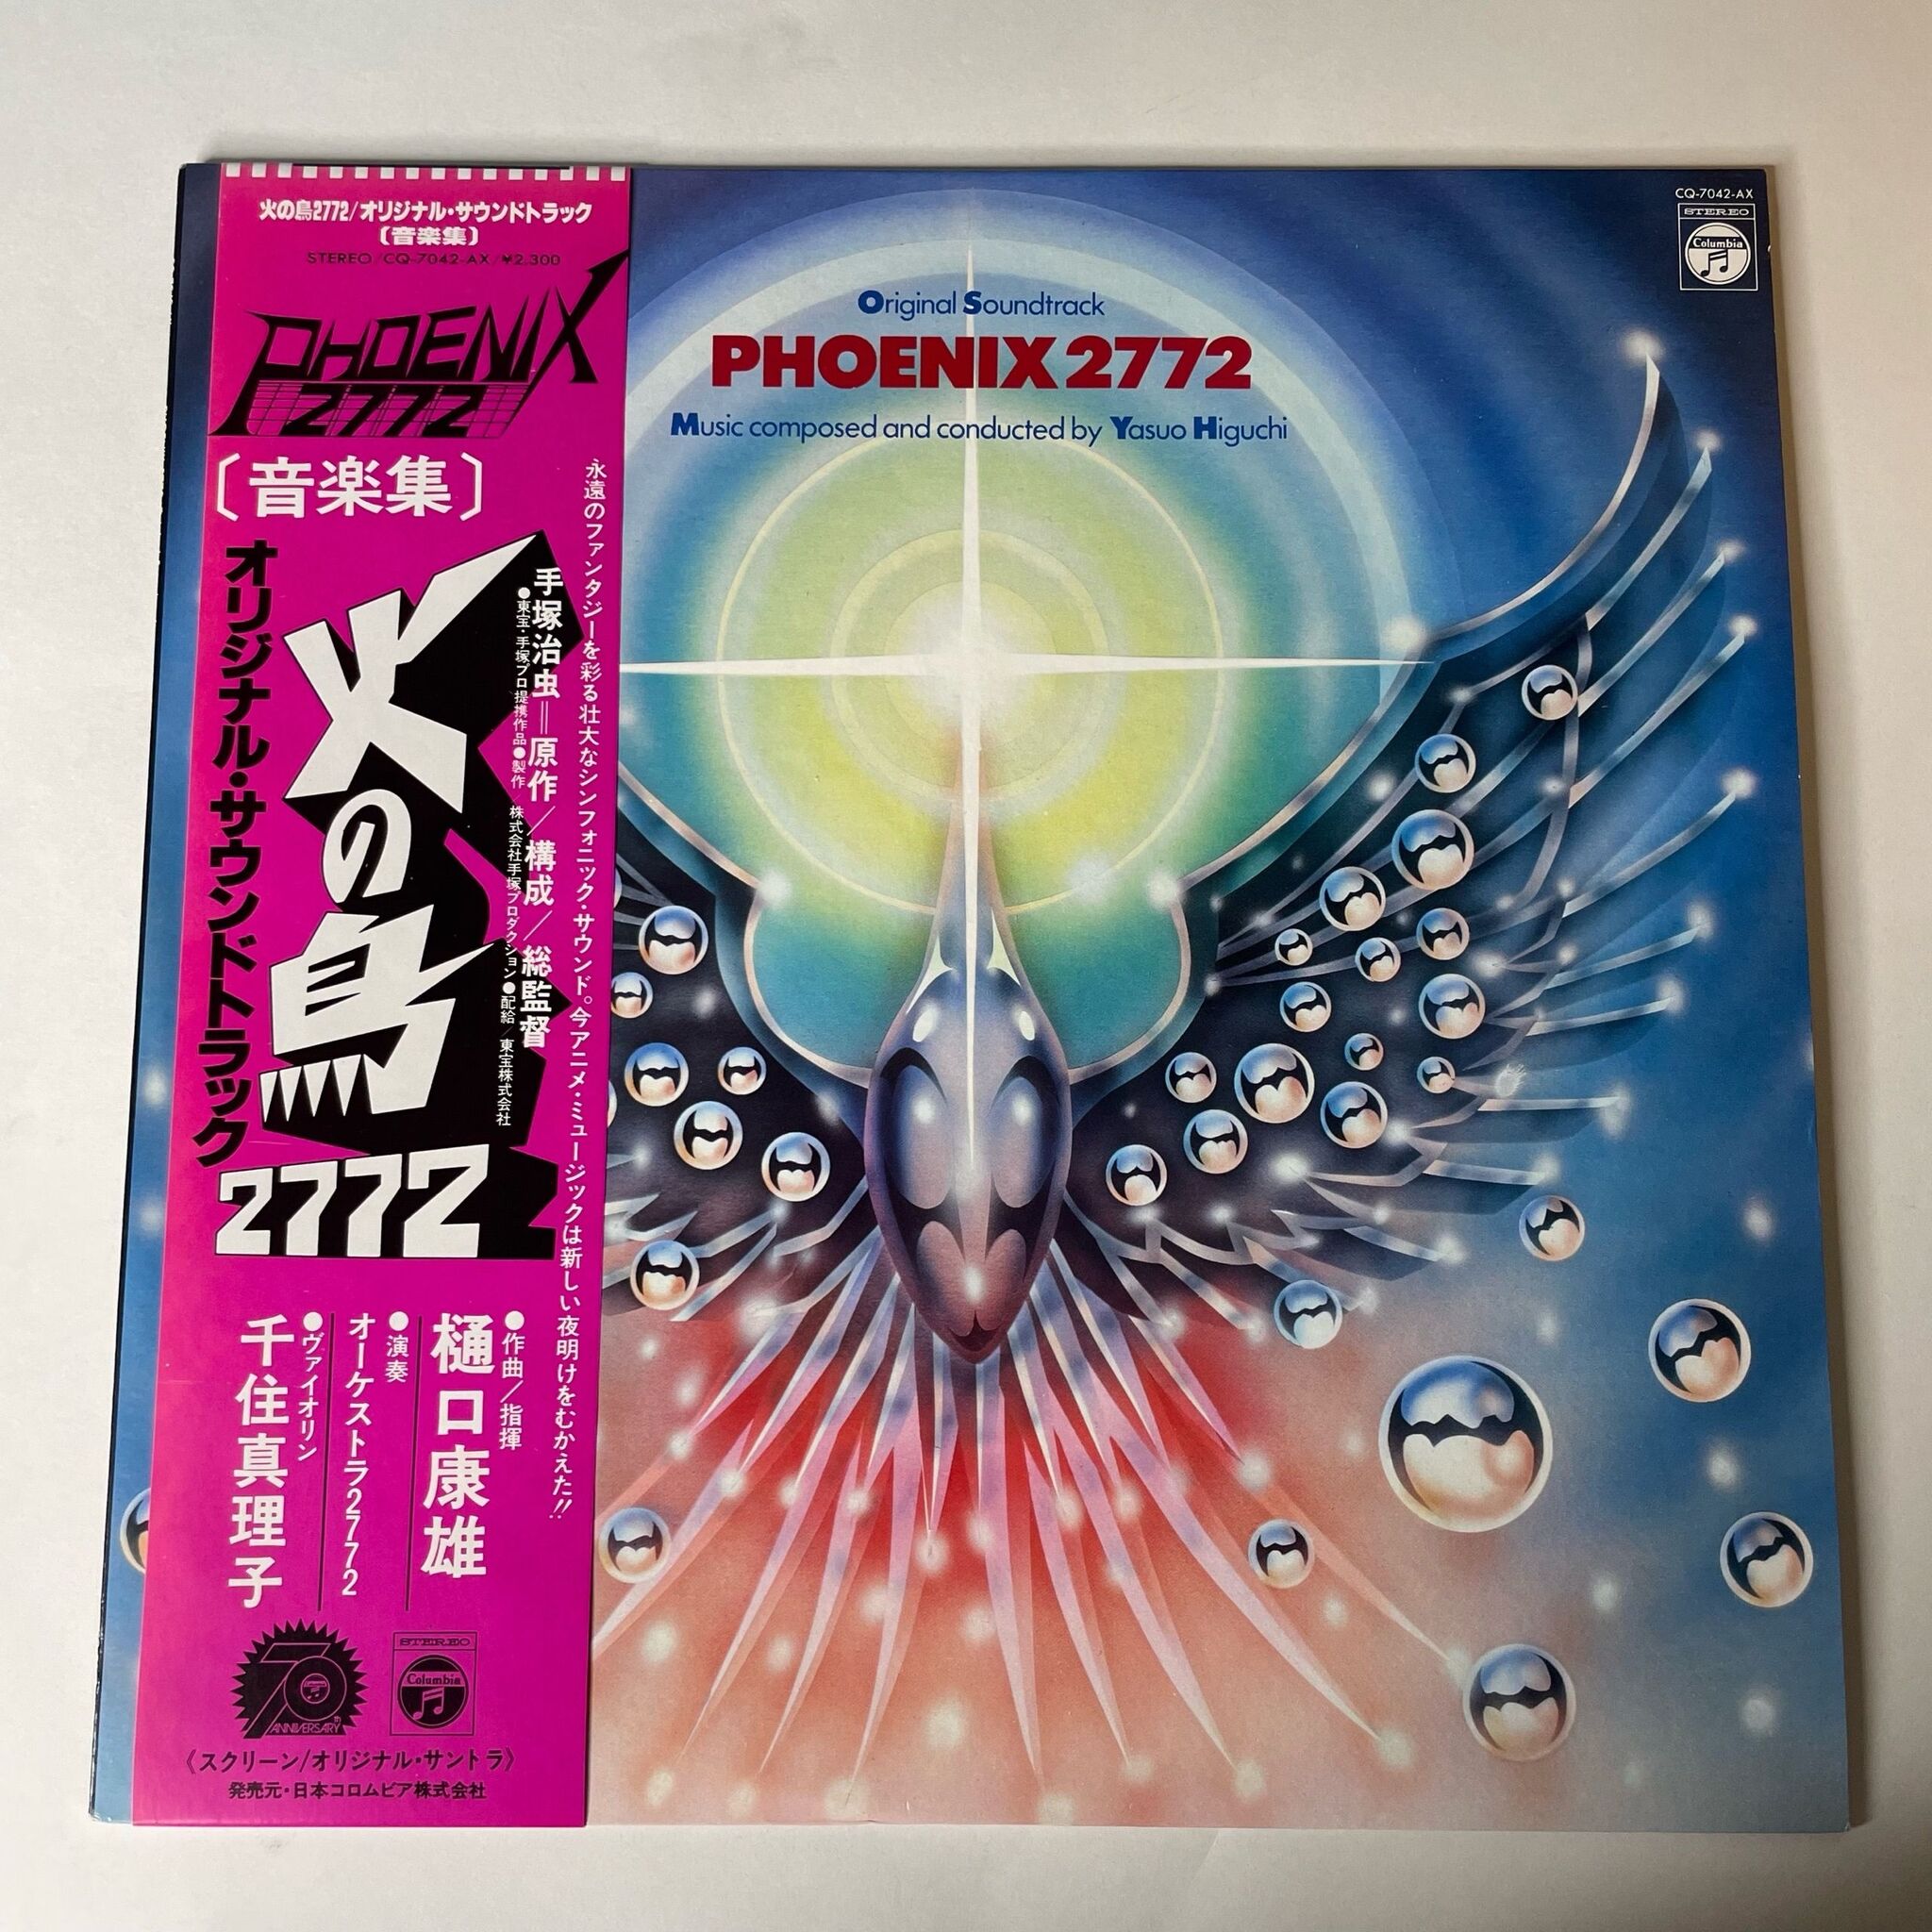 火の鳥2772/オリジナル・サウンドトラック
〔音楽集〕
STEREO/CQ-7042-AX/¥2,300
PHOENIX
2772
〔音楽集〕
永遠のファンタジーを彩る壮大なシンフォニック・サウンド。今アニメ・ミュージックは新しい夜明けをむかえた!!
手塚治虫＝原作／構成／総監督
●東宝・手塚プロ提携作品●製作 株式会社手塚プロダクション●配給／東宝株式会社
火の鳥
2772
オリジナル・サウンドトラック
●作曲／指揮
樋口康雄
●演奏
オーケストラ2772
●ヴァイオリン
千住真理子
70th
ANNIVERSARY
STEREO
Columbia
《スクリーン/オリジナル・サントラ》
発売元・日本コロムビア株式会社
CQ-7042-AX
STEREO
Columbia
Original Soundtrack
PHOENIX 2772
Music composed and conducted by Yasuo Higuchi